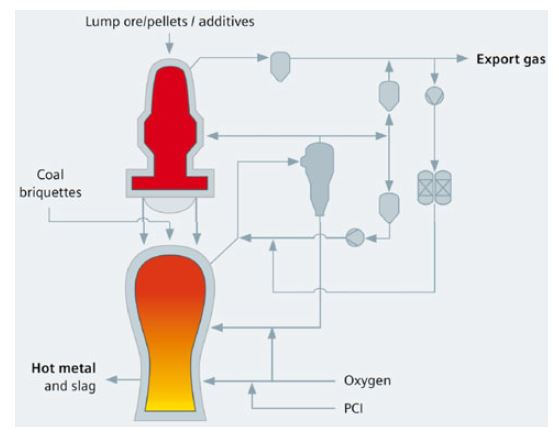 Lump ore/pellets / additives
Export gas
Coal
briquettes
Hot metal
and slag
Oxygen
PCI